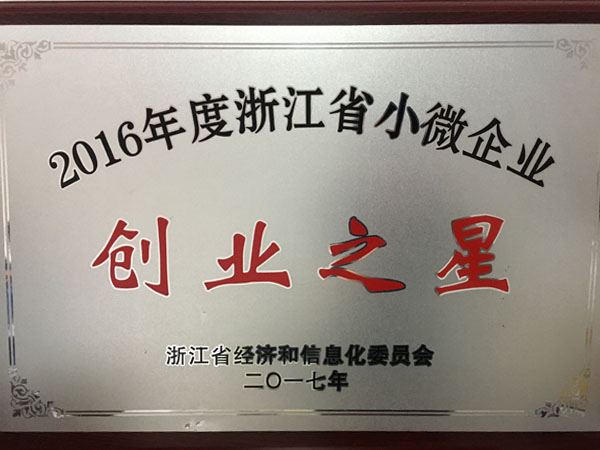 2016年度浙江省小微企业
创业之星
浙江省经济和信息化委员会
二〇一七年